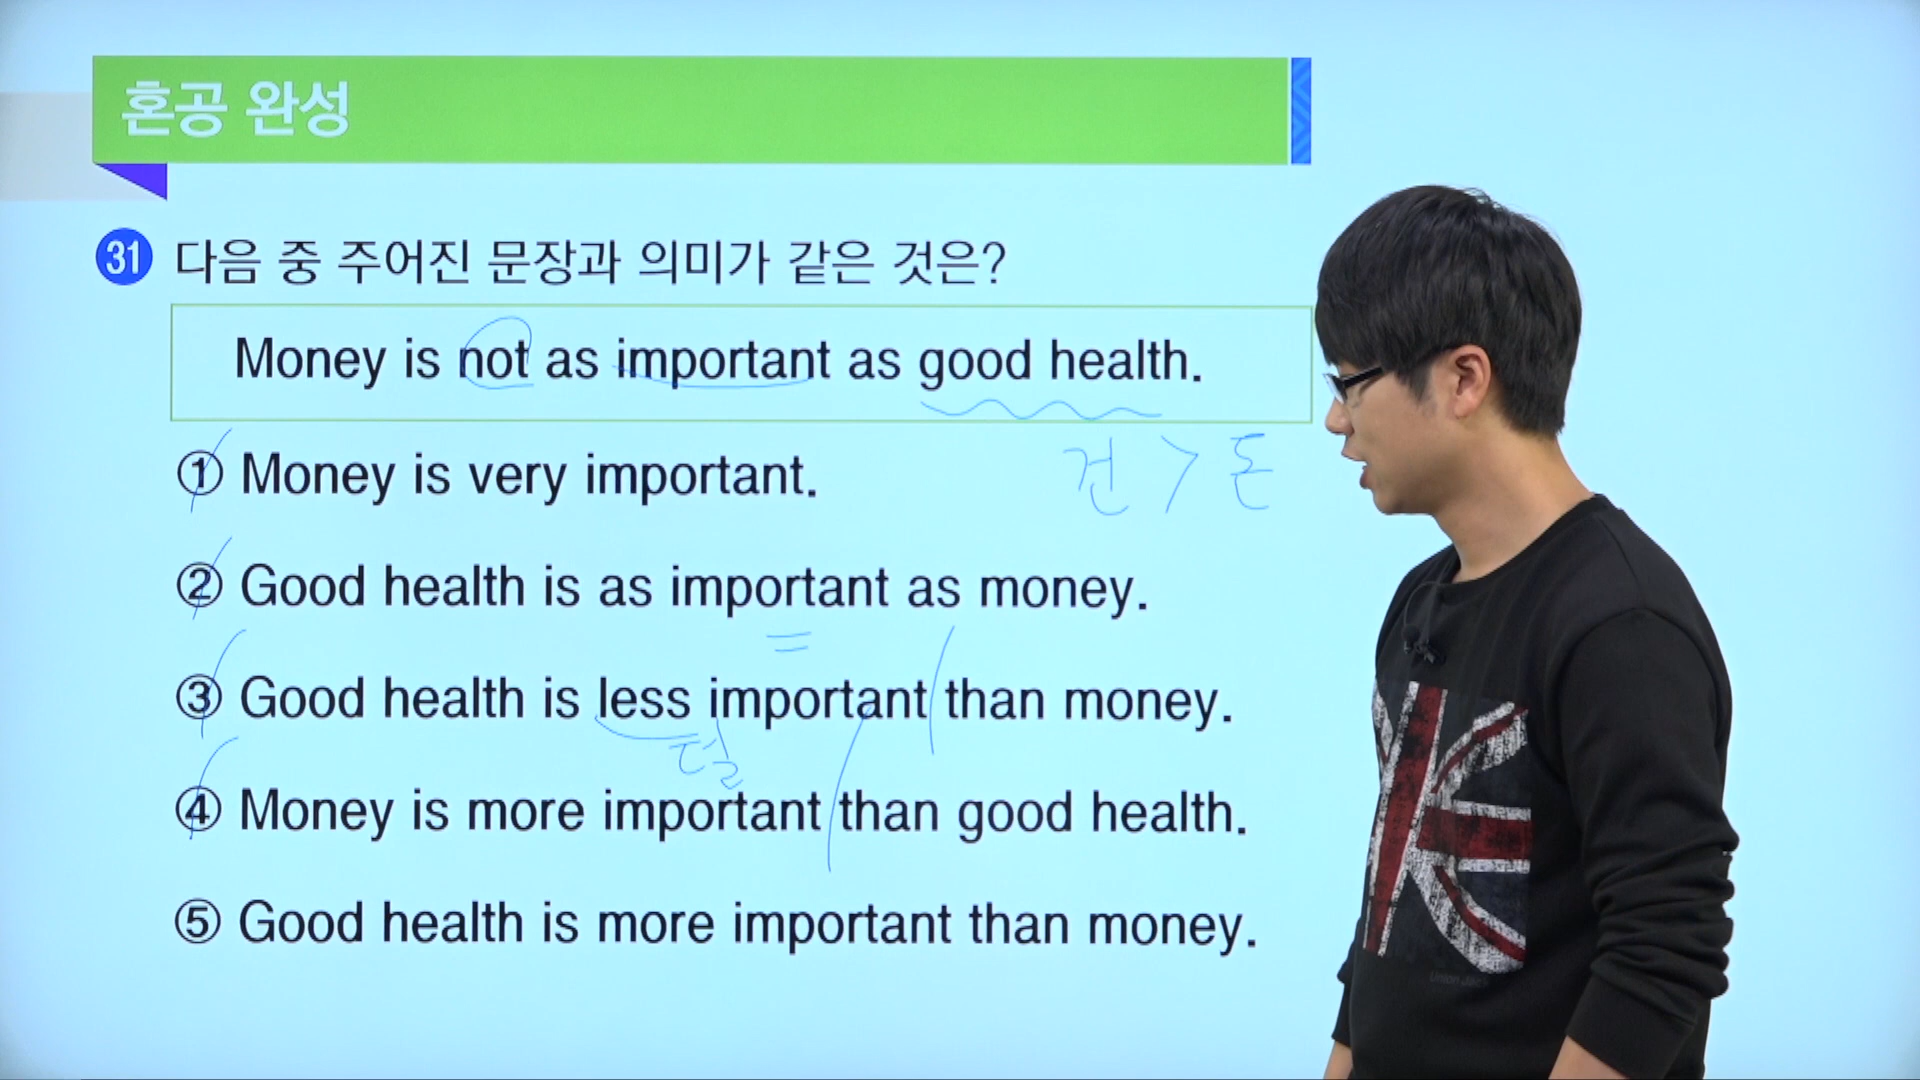 혼공 완성
31 다음 중 주어진 문장과 의미가 같은 것은?
Money is not as important as good health.
건 > 돈
① Money is very important.
② Good health is as important as money.
=
③ Good health is less important than money.
덜
④ Money is more important than good health.
⑤ Good health is more important than money.
Union Jack